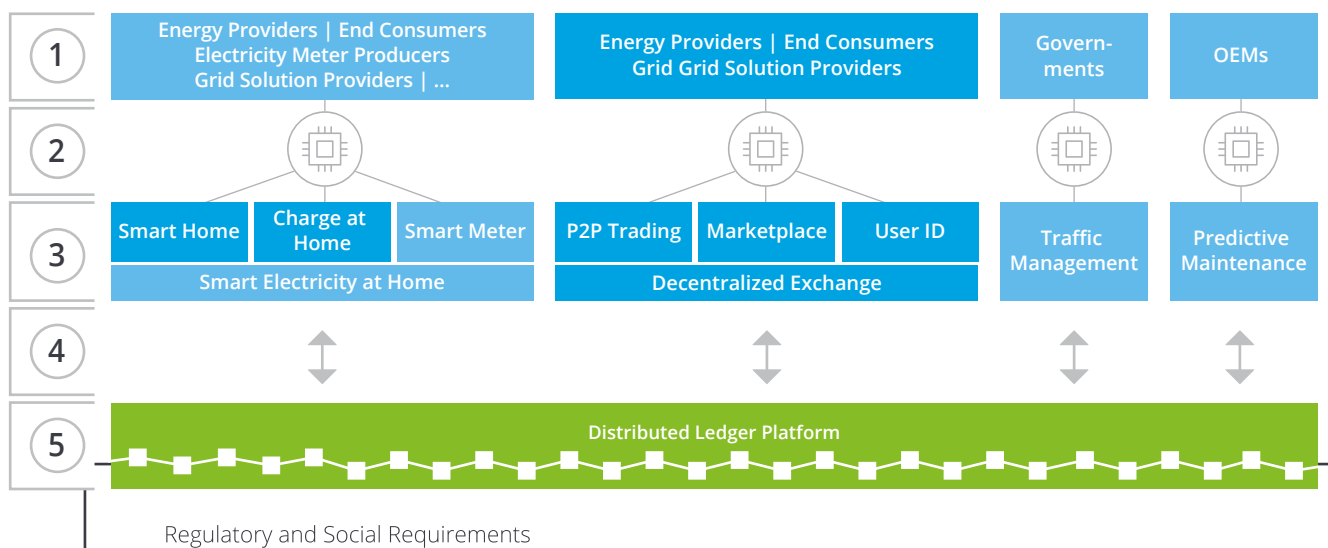 1
Energy Providers | End Consumers
Electricity Meter Producers
Grid Solution Providers | ...
Energy Providers | End Consumers
Grid Grid Solution Providers
Govern-
ments
OEMs
2
3
Smart Home
Charge at
Home
Smart Meter
Smart Electricity at Home
P2P Trading
Marketplace
User ID
Decentralized Exchange
Traffic
Management
Predictive
Maintenance
4
5
Distributed Ledger Platform
Regulatory and Social Requirements